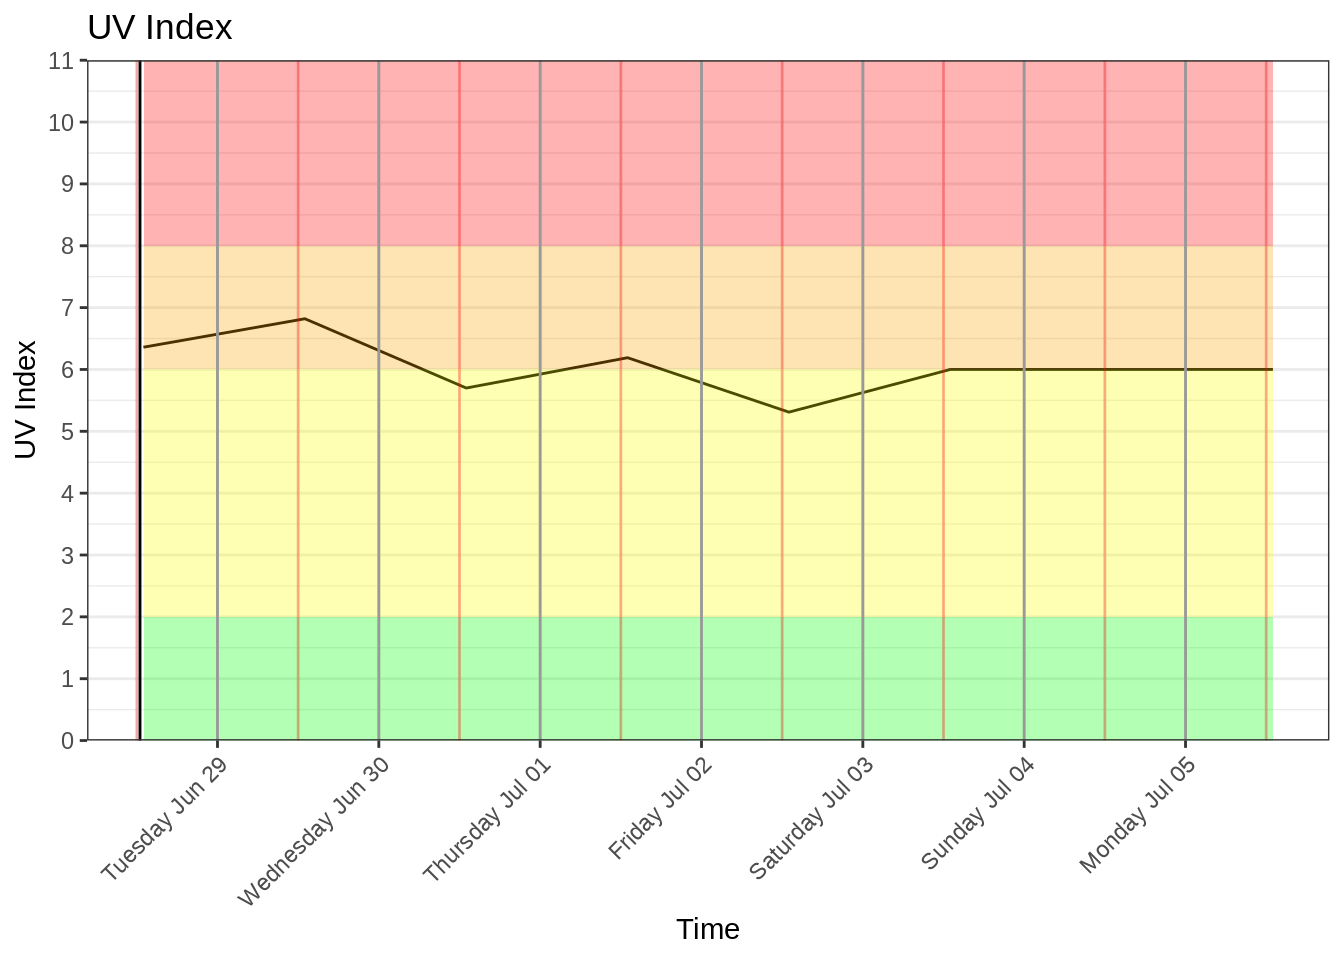 UV Index
11
10
9
8
7
6
5
4
3
2
1
0
UV Index
Tuesday Jun 29
Wednesday Jun 30
Thursday Jul 01
Friday Jul 02
Saturday Jul 03
Sunday Jul 04
Monday Jul 05
Time